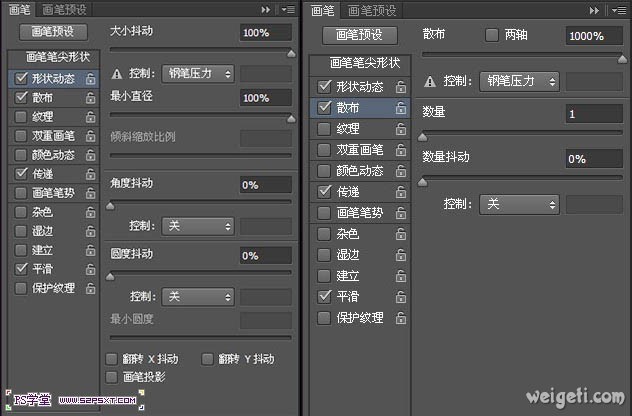 画笔
画笔预设
画笔笔尖形状
形状动态
散布
纹理
双重画笔
颜色动态
传递
画笔笔势
杂色
湿边
建立
平滑
保护纹理
大小抖动 100%
控制: 钢笔压力
最小直径 100%
倾斜缩放比例
角度抖动 0%
控制: 关
圆度抖动 0%
控制: 关
最小圆度
翻转 X 抖动 翻转 Y 抖动
画笔投影
PS学堂 www.52psxt.com
画笔
画笔预设
画笔笔尖形状
形状动态
散布
纹理
双重画笔
颜色动态
传递
画笔笔势
杂色
湿边
建立
平滑
保护纹理
散布 两轴 1000%
控制: 钢笔压力
数量 1
数量抖动 0%
控制: 关
weigeti.com